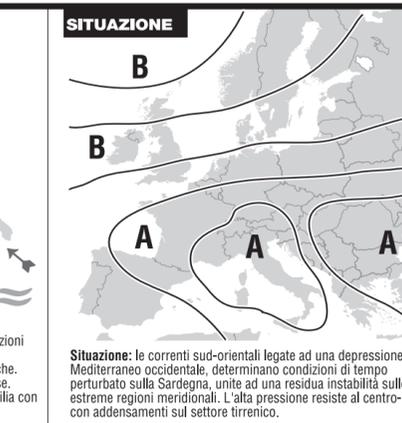 SITUAZIONE
B
B
A
A
A
zioni
che.
se.
ilia con
Situazione: le correnti sud-orientali legate ad una depressione
Mediterraneo occidentale, determinano condizioni di tempo
perturbato sulla Sardegna, unite ad una residua instabilità sull
estreme regioni meridionali. L'alta pressione resiste al centro-
con addensamenti sul settore tirrenico.